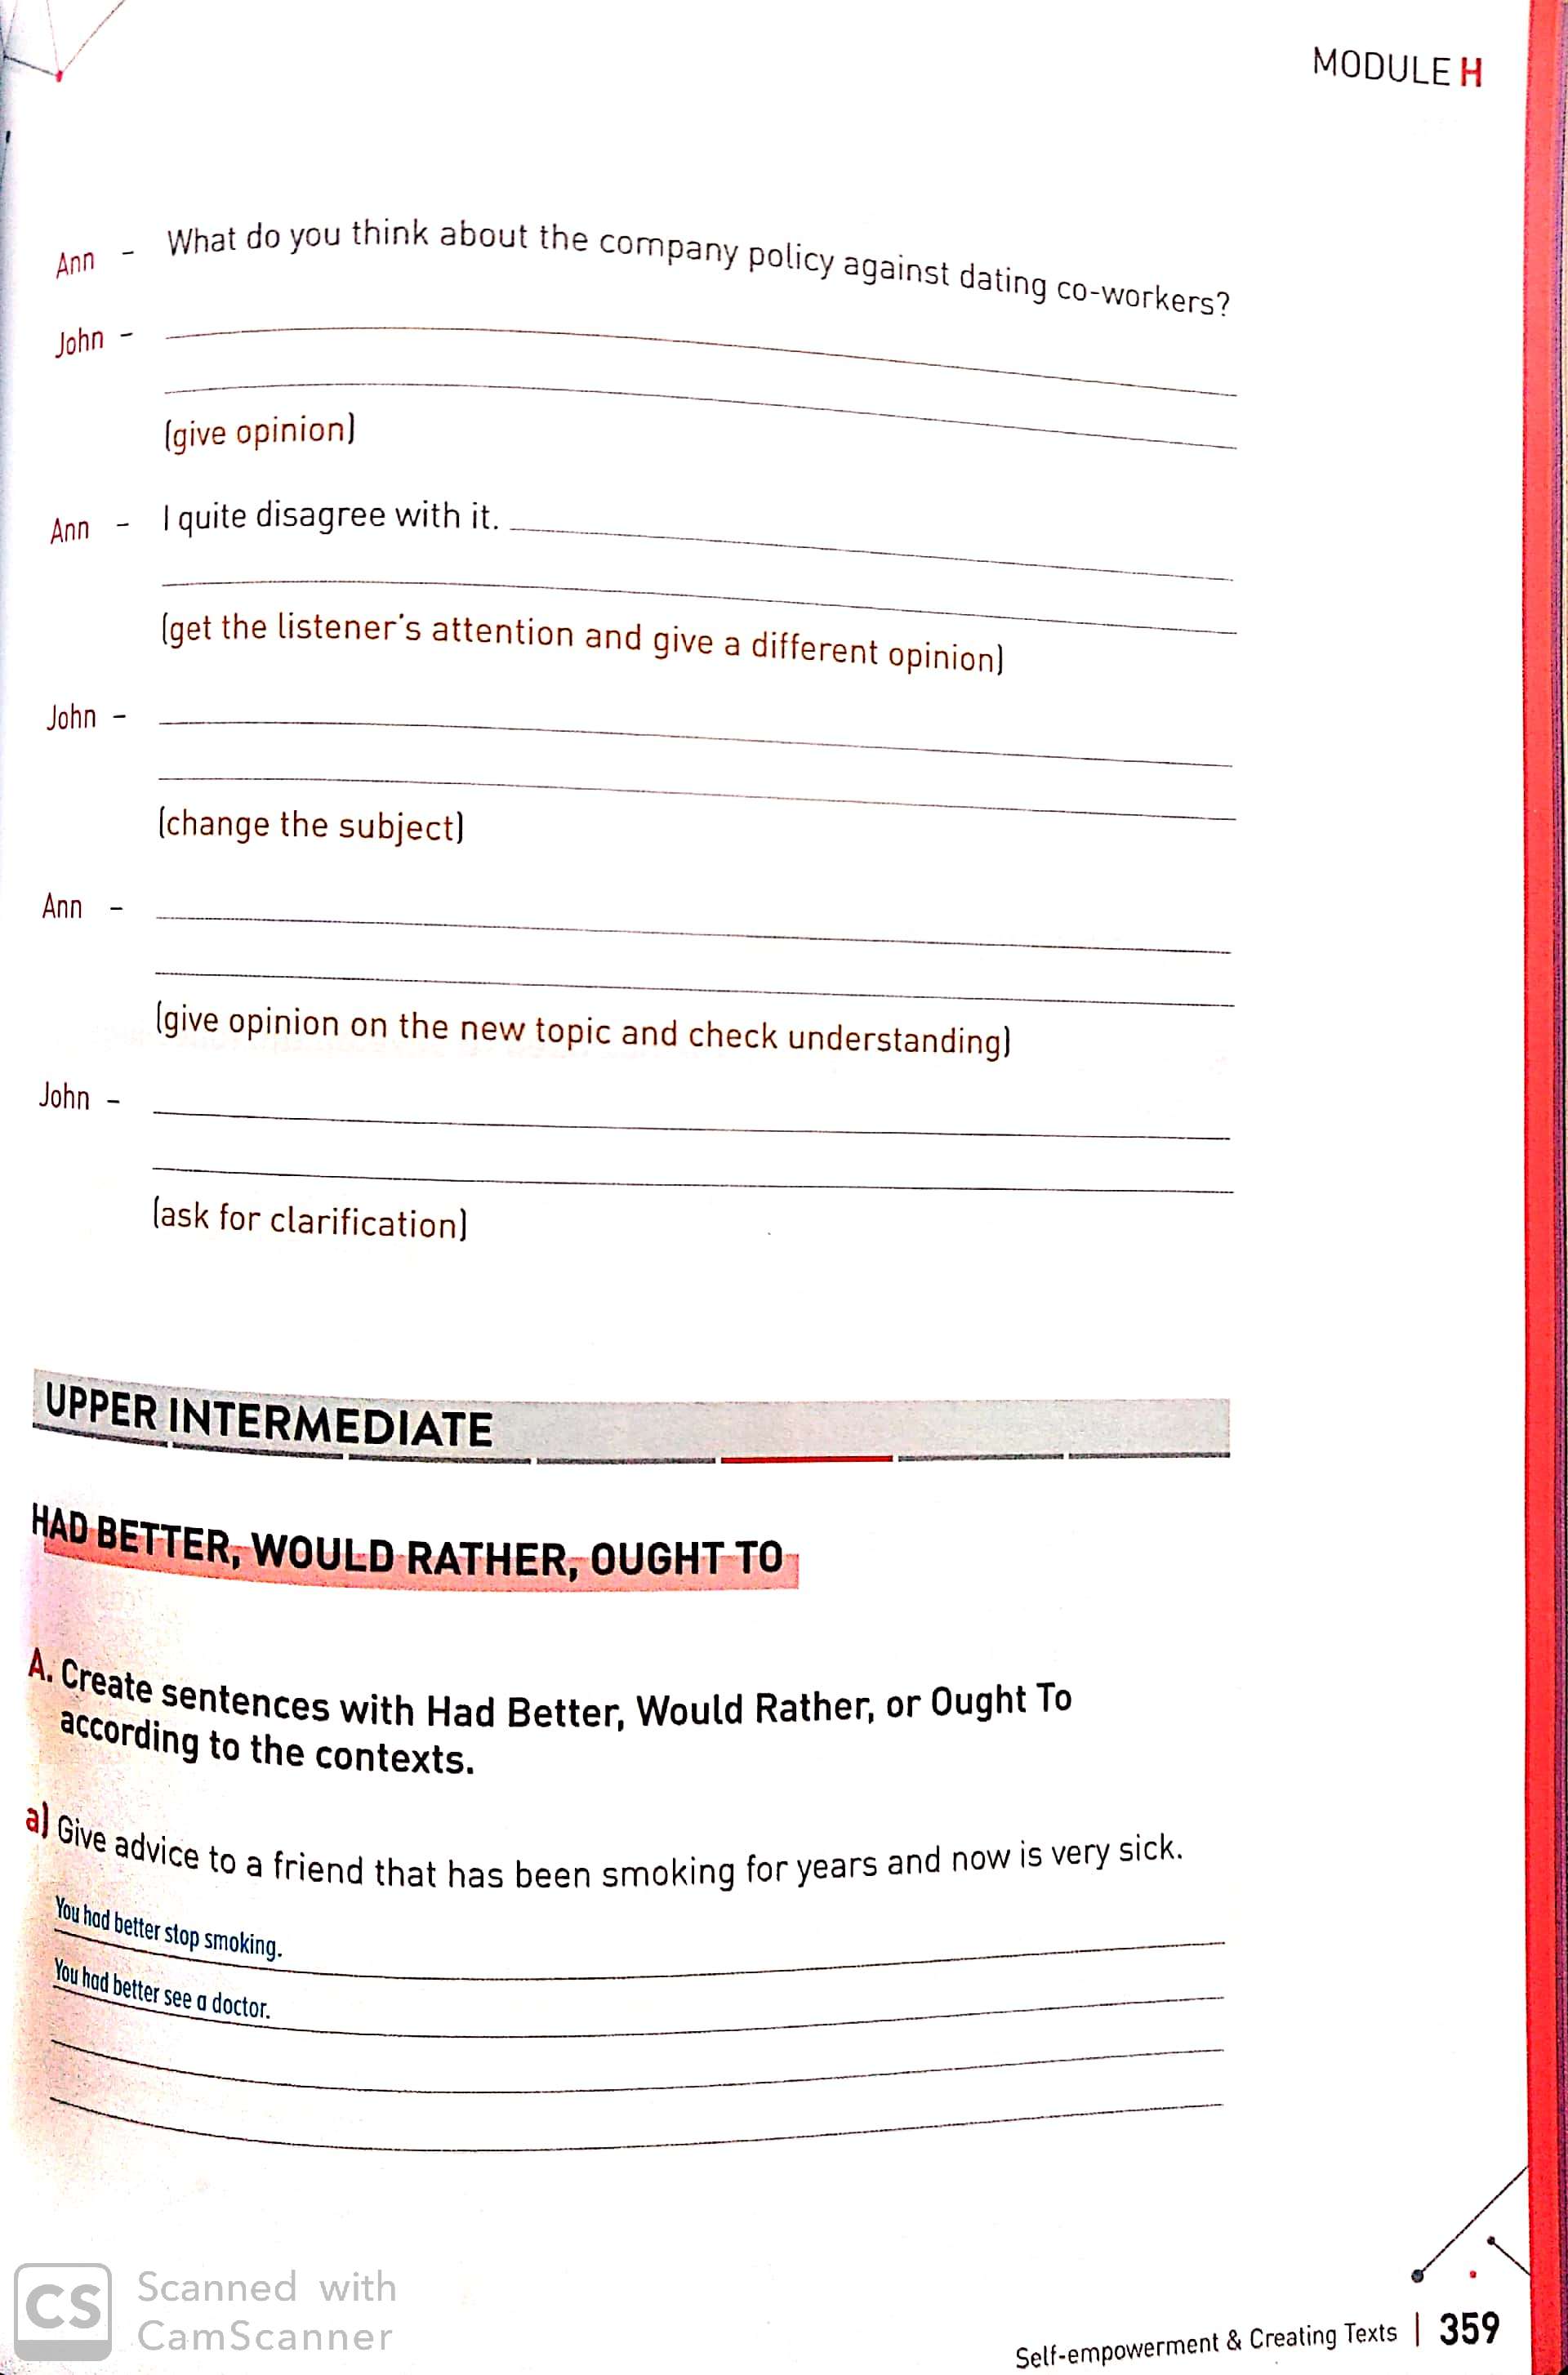 MODULE H
Ann - What do you think about the company policy against dating co-workers?
John -
(give opinion)
Ann - I quite disagree with it.
(get the listener's attention and give a different opinion)
John -
(change the subject)
Ann -
(give opinion on the new topic and check understanding)
John -
(ask for clarification)
UPPER INTERMEDIATE
HAD BETTER, WOULD RATHER, OUGHT TO
A. Create sentences with Had Better, Would Rather, or Ought To
according to the contexts.
a) Give advice to a friend that has been smoking for years and now is very sick.
You had better stop smoking.
You had better see a doctor.
CS Scanned with
CamScanner
Self-empowerment & Creating Texts | 359